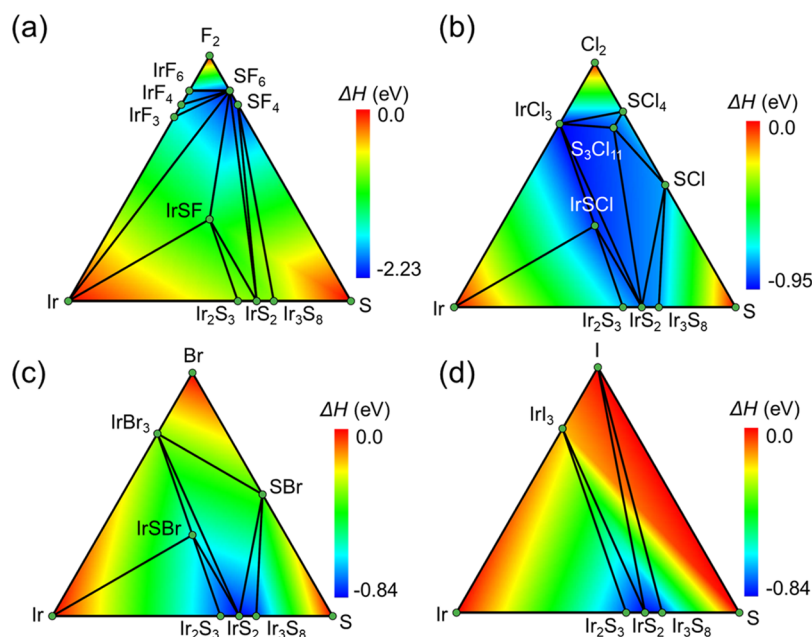 (a)
F₂
IrF₆
SF₆
IrF₄
SF₄
IrF₃
IrSF
Ir
Ir₂S₃
IrS₂
Ir₃S₈
S
ΔH (eV)
0.0
-2.23
(b)
Cl₂
SCl₄
IrCl₃
S₃Cl₁₁
SCl
IrSCl
Ir
Ir₂S₃
IrS₂
Ir₃S₈
S
ΔH (eV)
0.0
-0.95
(c)
Br
IrBr₃
SBr
IrSBr
Ir
Ir₂S₃
IrS₂
Ir₃S₈
S
ΔH (eV)
0.0
-0.84
(d)
I
IrI₃
Ir
Ir₂S₃
IrS₂
Ir₃S₈
S
ΔH (eV)
0.0
-0.84